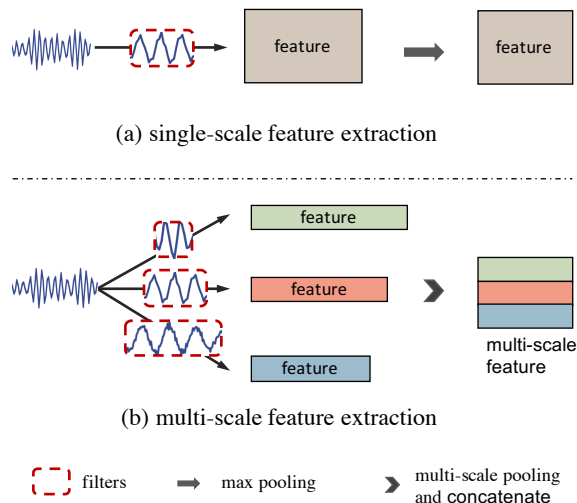 feature
feature
(a) single-scale feature extraction
feature
feature
feature
multi-scale
feature
(b) multi-scale feature extraction
filters
max pooling
multi-scale pooling
and concatenate